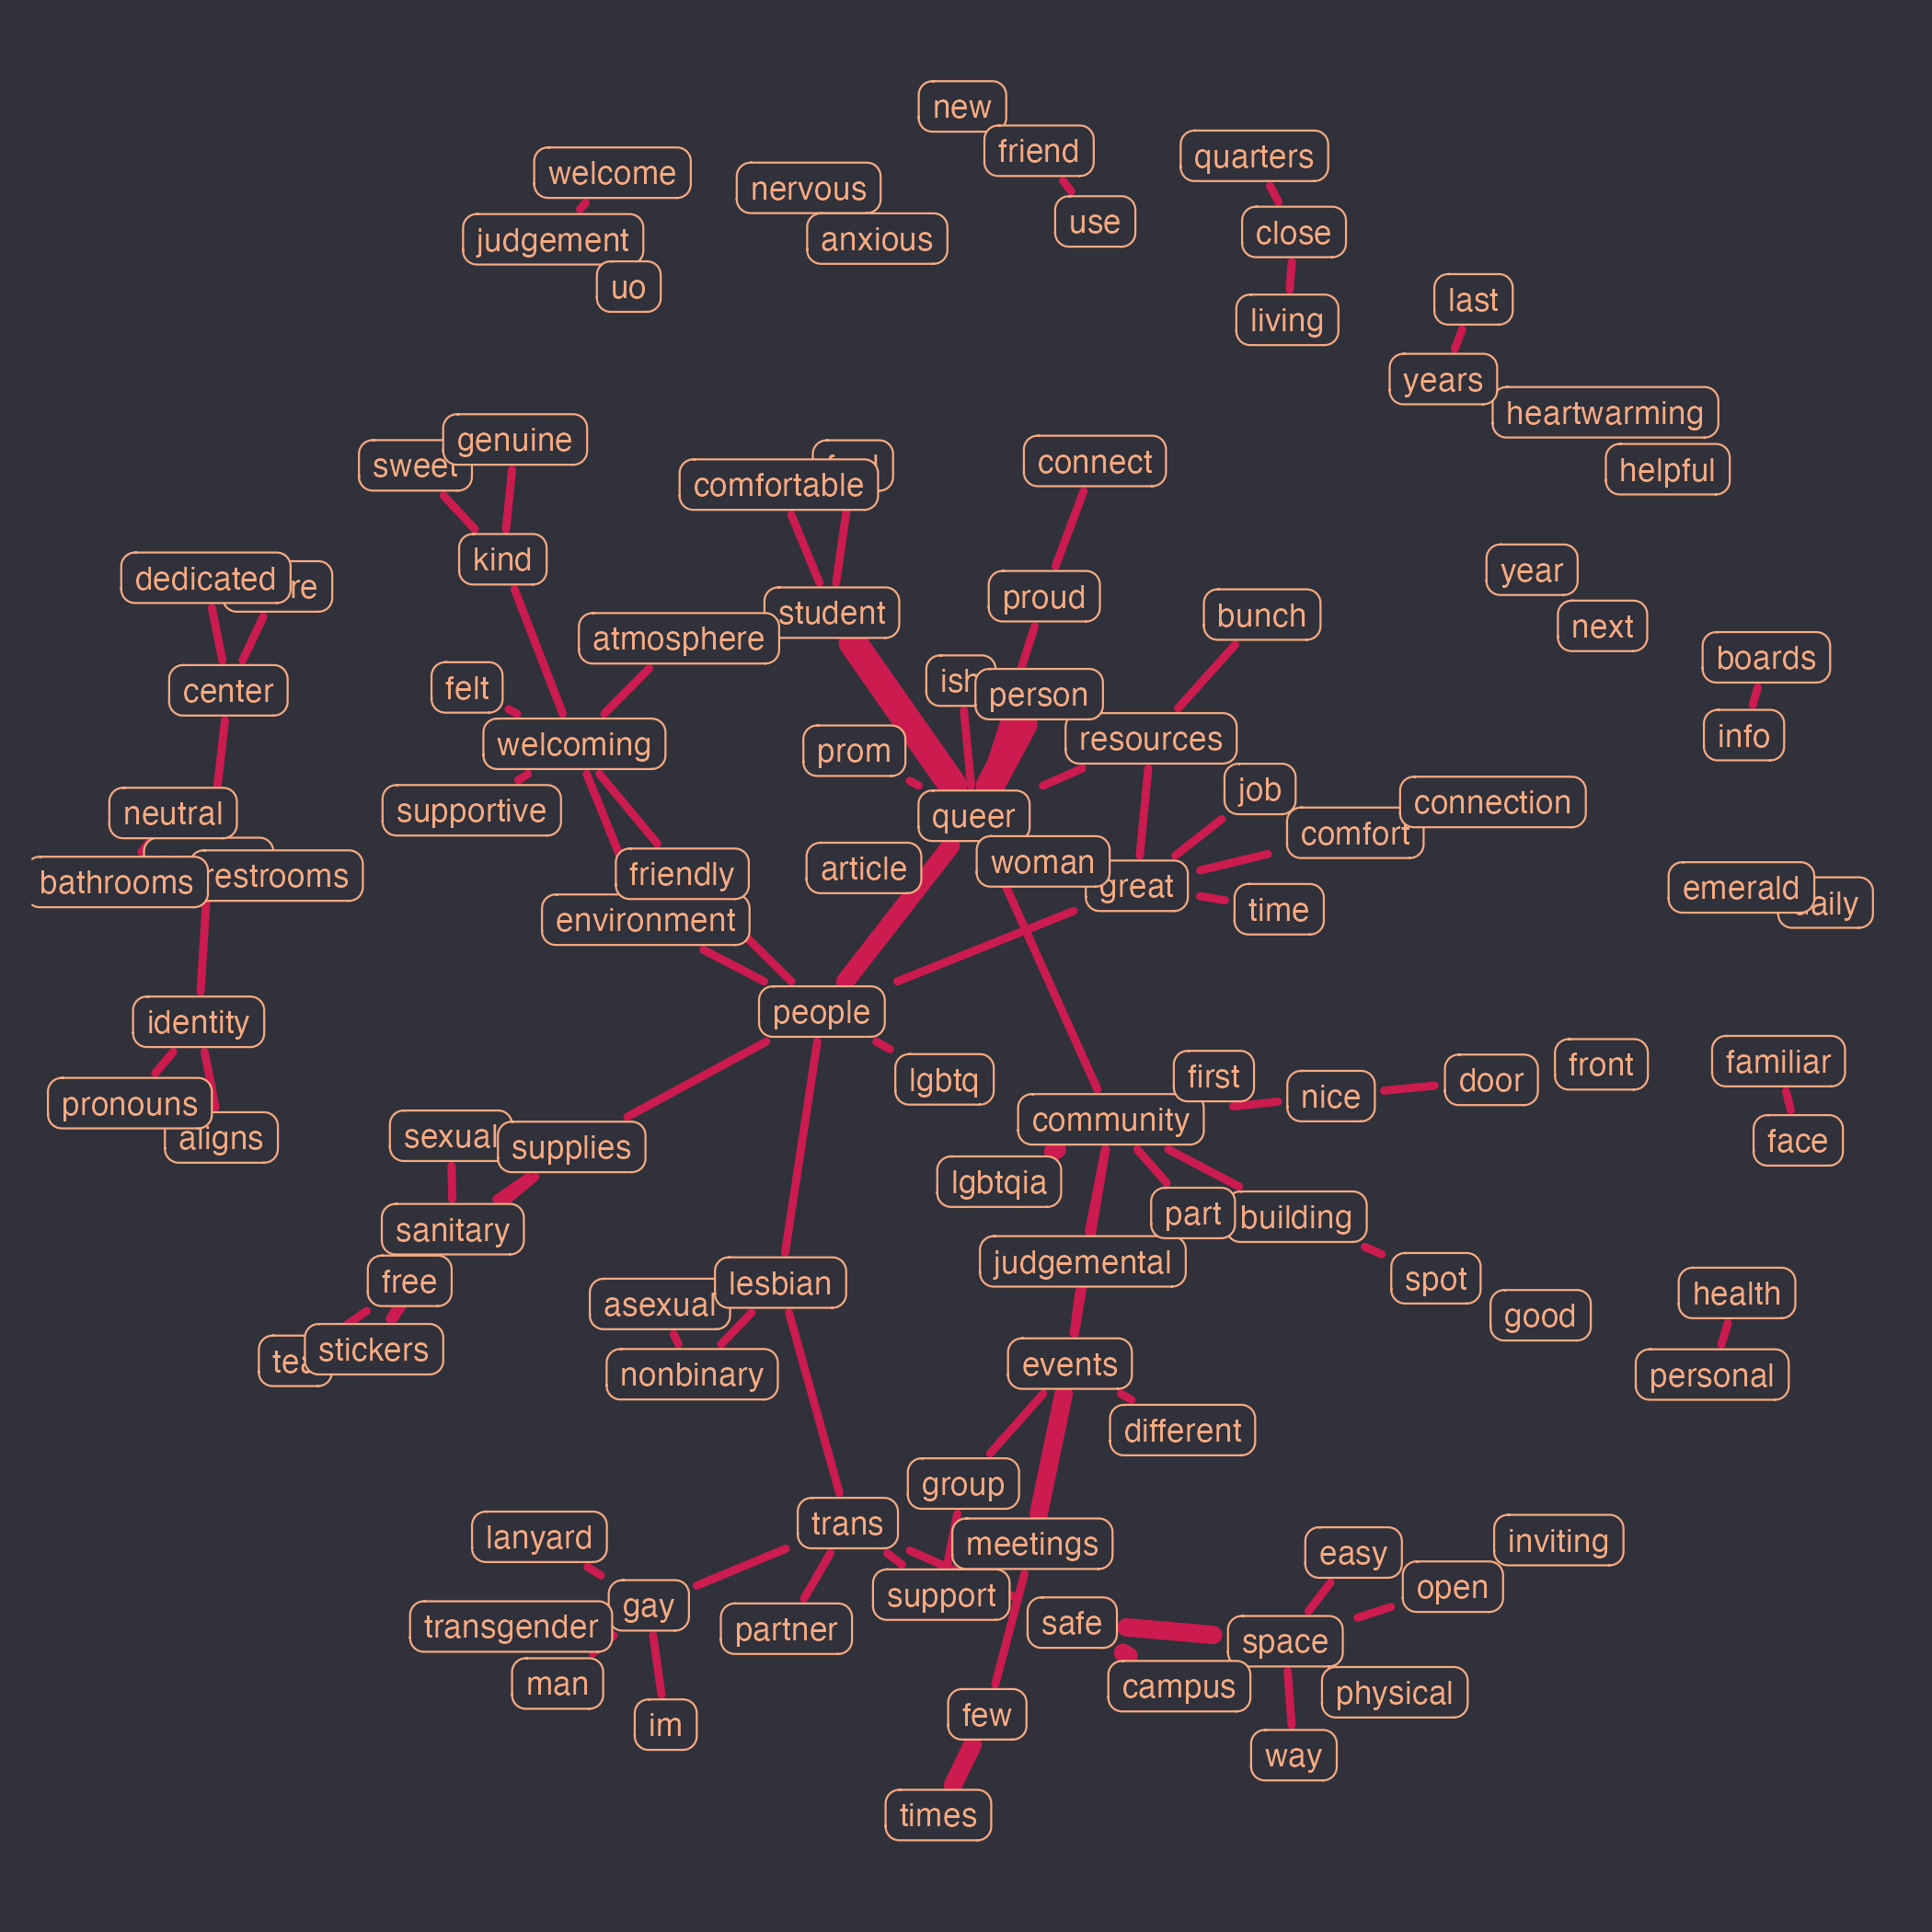 new
friend
quarters
welcome
nervous
use
close
judgement
anxious
uo
living
last
years
heartwarming
helpful
genuine
sweet
connect
comfortable
kind
year
dedicated
proud
student
bunch
next
atmosphere
boards
felt
center
person
info
welcoming
prom
resources
job
connection
neutral
supportive
queer
comfort
woman
article
friendly
great
bathrooms
restrooms
emerald
daily
time
environment
people
identity
familiar
front
first
lgbtq
door
nice
pronouns
community
aligns
sexual
supplies
face
lgbtqia
part
building
sanitary
judgemental
free
spot
health
lesbian
asexual
good
tea
stickers
events
nonbinary
personal
different
group
trans
lanyard
meetings
inviting
easy
open
support
gay
safe
transgender
partner
space
man
campus
physical
few
im
way
times